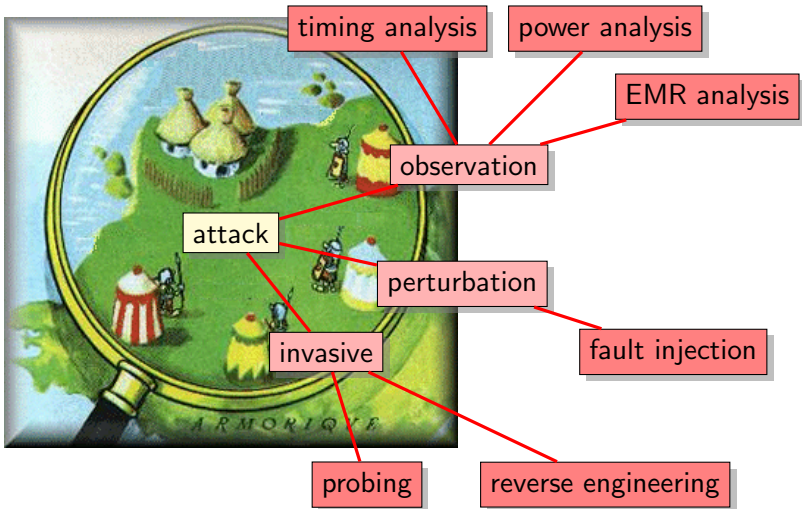 timing analysis
power analysis
EMR analysis
observation
attack
perturbation
fault injection
invasive
ARMORIQUE
probing
reverse engineering